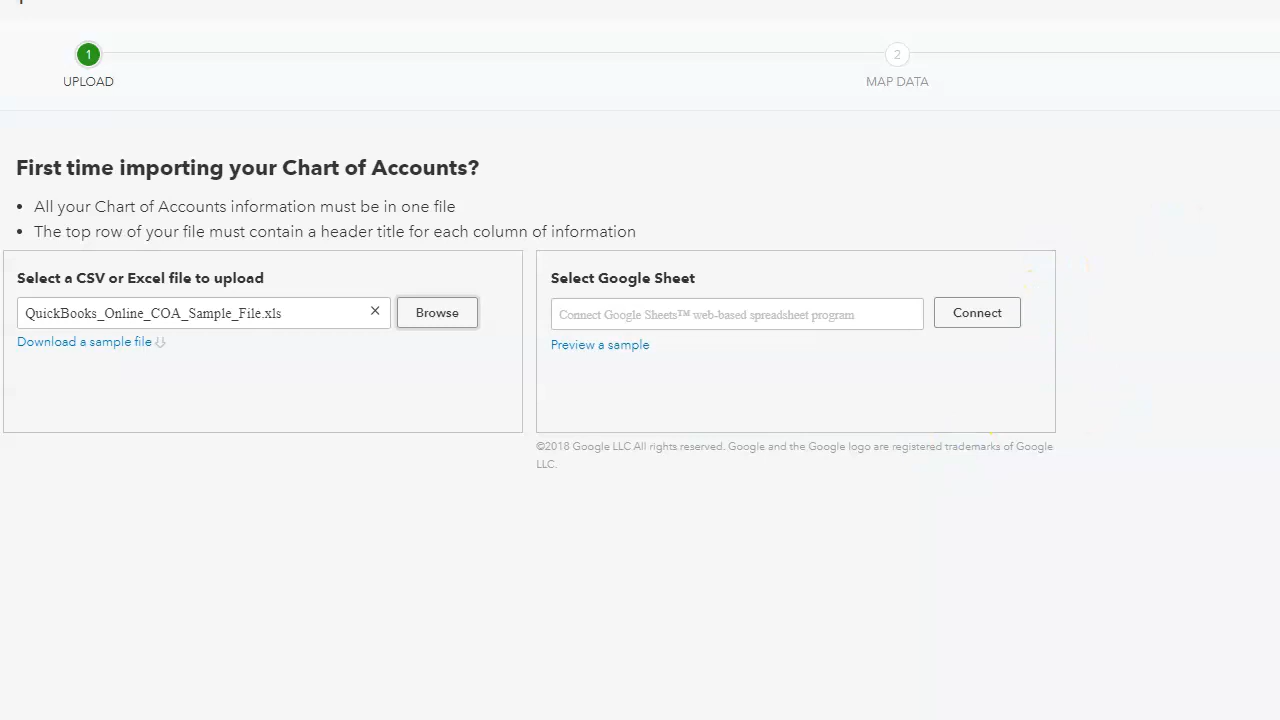 1
2
UPLOAD
MAP DATA
First time importing your Chart of Accounts?
• All your Chart of Accounts information must be in one file
• The top row of your file must contain a header title for each column of information
Select a CSV or Excel file to upload
QuickBooks_Online_COA_Sample_File.xls
×
Browse
Download a sample file
Select Google Sheet
Connect Google Sheets™ web-based spreadsheet program
Connect
Preview a sample
©2018 Google LLC All rights reserved. Google and the Google logo are registered trademarks of Google
LLC.